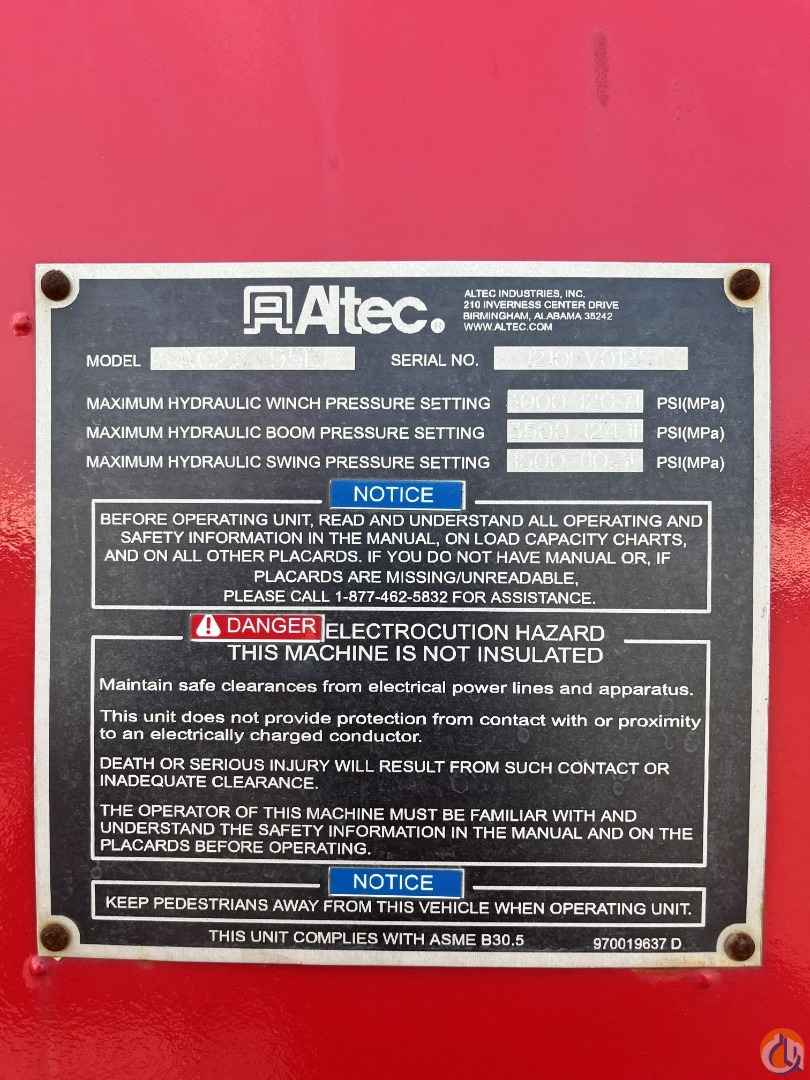 Altec
ALTEC INDUSTRIES, INC.
210 INVERNESS CENTER DRIVE
BIRMINGHAM, ALABAMA 35242
WWW.ALTEC.COM
MODEL
SERIAL NO.
MAXIMUM HYDRAULIC WINCH PRESSURE SETTING PSI(MPa)
MAXIMUM HYDRAULIC BOOM PRESSURE SETTING PSI(MPa)
MAXIMUM HYDRAULIC SWING PRESSURE SETTING PSI(MPa)
NOTICE
BEFORE OPERATING UNIT, READ AND UNDERSTAND ALL OPERATING AND
SAFETY INFORMATION IN THE MANUAL, ON LOAD CAPACITY CHARTS,
AND ON ALL OTHER PLACARDS. IF YOU DO NOT HAVE MANUAL OR, IF
PLACARDS ARE MISSING/UNREADABLE,
PLEASE CALL 1-877-462-5832 FOR ASSISTANCE.
DANGER ELECTROCUTION HAZARD
THIS MACHINE IS NOT INSULATED
Maintain safe clearances from electrical power lines and apparatus.
This unit does not provide protection from contact with or proximity
to an electrically charged conductor.
DEATH OR SERIOUS INJURY WILL RESULT FROM SUCH CONTACT OR
INADEQUATE CLEARANCE.
THE OPERATOR OF THIS MACHINE MUST BE FAMILIAR WITH AND
UNDERSTAND THE SAFETY INFORMATION IN THE MANUAL AND ON THE
PLACARDS BEFORE OPERATING.
NOTICE
KEEP PEDESTRIANS AWAY FROM THIS VEHICLE WHEN OPERATING UNIT.
THIS UNIT COMPLIES WITH ASME B30.5
970019637 D